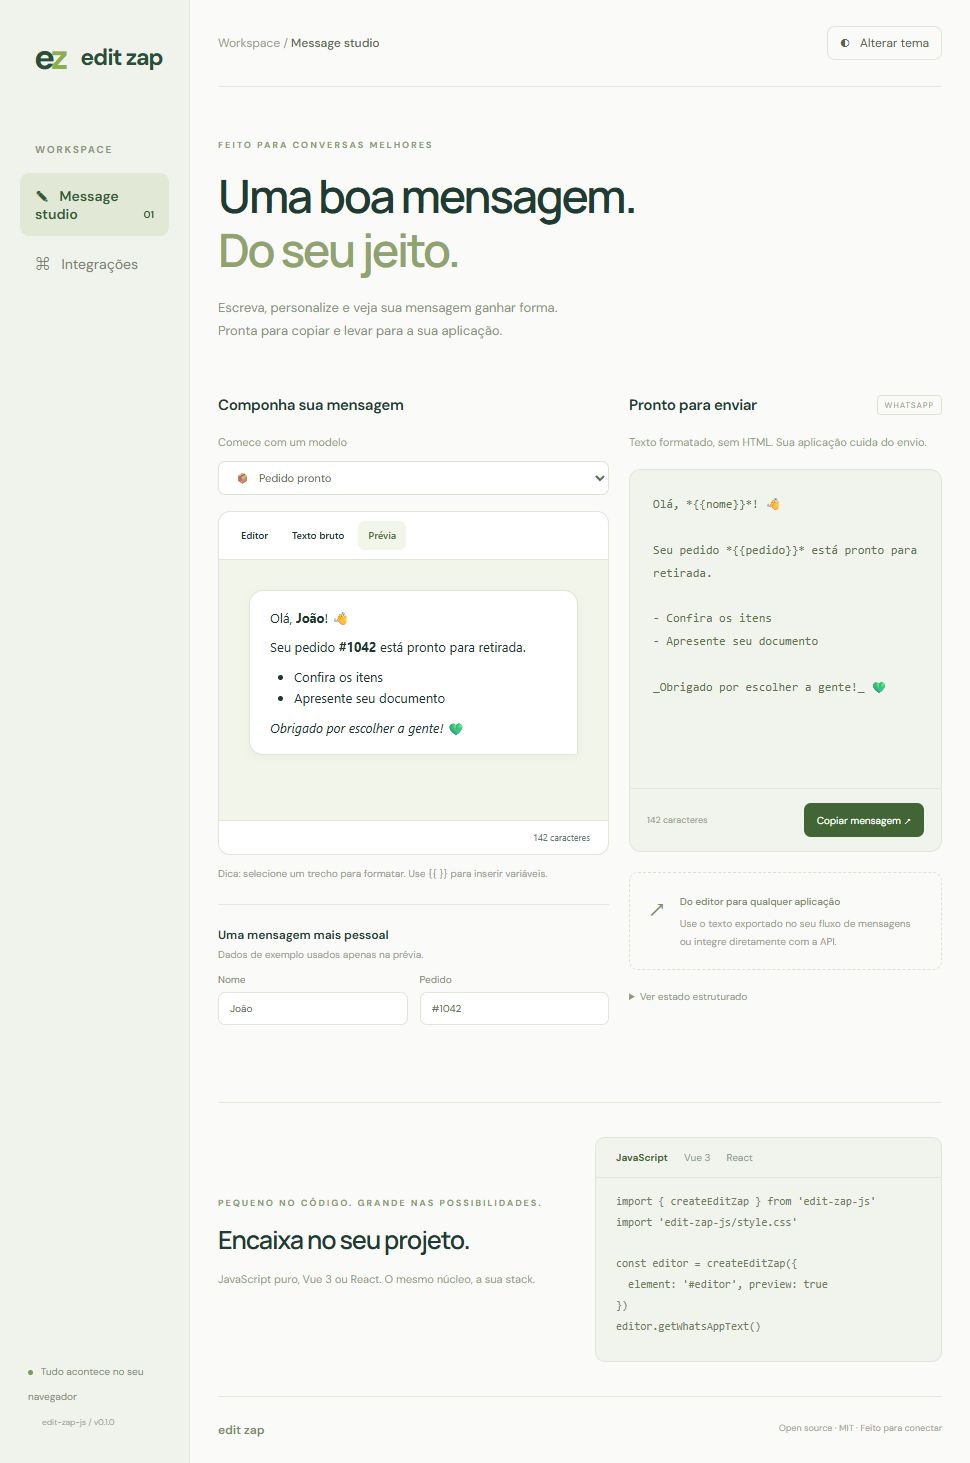 ez edit zap
WORKSPACE
Message
studio 01
Integrações
Tudo acontece no seu
navegador
edit-zap-js / v0.1.0
Workspace / Message studio
Alterar tema
FEITO PARA CONVERSAS MELHORES
Uma boa mensagem.
Do seu jeito.
Escreva, personalize e veja sua mensagem ganhar forma.
Pronta para copiar e levar para a sua aplicação.
Componha sua mensagem
Comece com um modelo
📦 Pedido pronto
Editor Texto bruto Prévia
Olá, João! 👋
Seu pedido #1042 está pronto para retirada.
• Confira os itens
• Apresente seu documento
Obrigado por escolher a gente! 💚
142 caracteres
Dica: selecione um trecho para formatar. Use {{ }} para inserir variáveis.
Uma mensagem mais pessoal
Dados de exemplo usados apenas na prévia.
Nome Pedido
João #1042
Pronto para enviar WHATSAPP
Texto formatado, sem HTML. Sua aplicação cuida do envio.
Olá, *{{nome}}*! 👋
Seu pedido *{{pedido}}* está pronto para
retirada.
- Confira os itens
- Apresente seu documento
_Obrigado por escolher a gente!_ 💚
142 caracteres Copiar mensagem ↗
↗ Do editor para qualquer aplicação
Use o texto exportado no seu fluxo de mensagens
ou integre diretamente com a API.
▶ Ver estado estruturado
PEQUENO NO CÓDIGO. GRANDE NAS POSSIBILIDADES.
Encaixa no seu projeto.
JavaScript puro, Vue 3 ou React. O mesmo núcleo, a sua stack.
JavaScript Vue 3 React
import { createEditZap } from 'edit-zap-js'
import 'edit-zap-js/style.css'
const editor = createEditZap({
  element: '#editor', preview: true
})
editor.getWhatsAppText()
edit zap
Open source · MIT · Feito para conectar